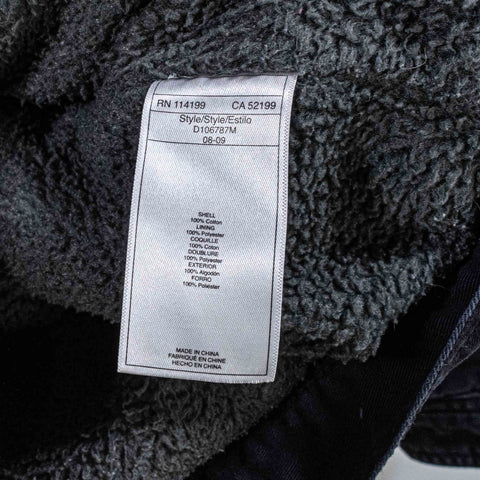 RN 114199 CA 52199
Style/Style/Estilo
D106787M
08-09
SHELL
100% Cotton
LINING
100% Polyester
COQUILLE
100% Coton
DOUBLURE
100% Polyester
EXTERIOR
100% Algodón
FORRO
100% Poliester
MADE IN CHINA
FABRIQUÉ EN CHINE
HECHO EN CHINA